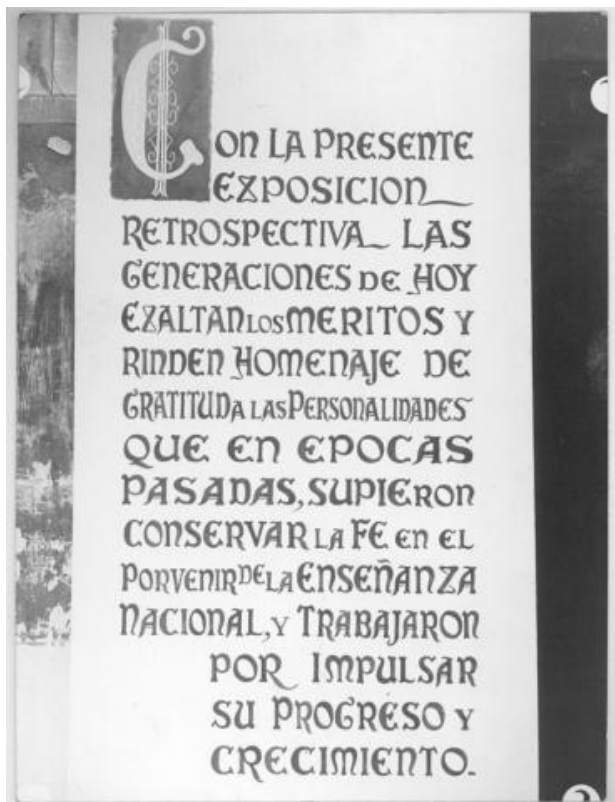 CON LA PRESENTE
EXPOSICION
RETROSPECTIVA LAS
GENERACIONES DE HOY
EXALTAN LOS MERITOS Y
RINDEN HOMENAJE DE
GRATITUD A LAS PERSONALIDADES
QUE EN EPOCAS
PASADAS, SUPIERON
CONSERVAR LA FE EN EL
PORVENIR DE LA ENSEÑANZA
NACIONAL, Y TRABAJARON
POR IMPULSAR
SU PROGRESO Y
CRECIMIENTO.